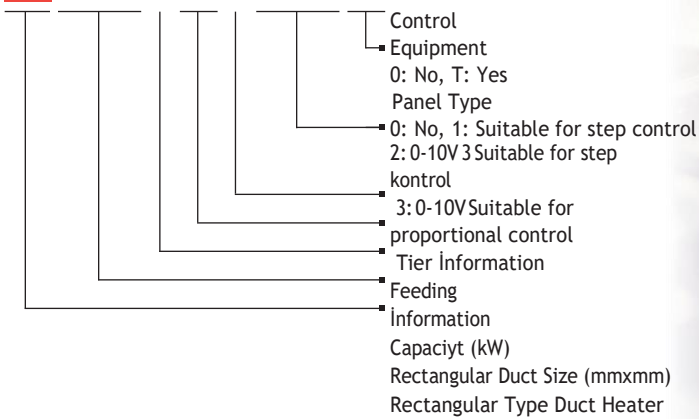 Control
Equipment
0: No, T: Yes
Panel Type
0: No, 1: Suitable for step control
2: 0-10V 3 Suitable for step
kontrol
3: 0-10V Suitable for
proportional control
Tier İnformation
Feeding
İnformation
Capaciyt (kW)
Rectangular Duct Size (mmxmm)
Rectangular Type Duct Heater